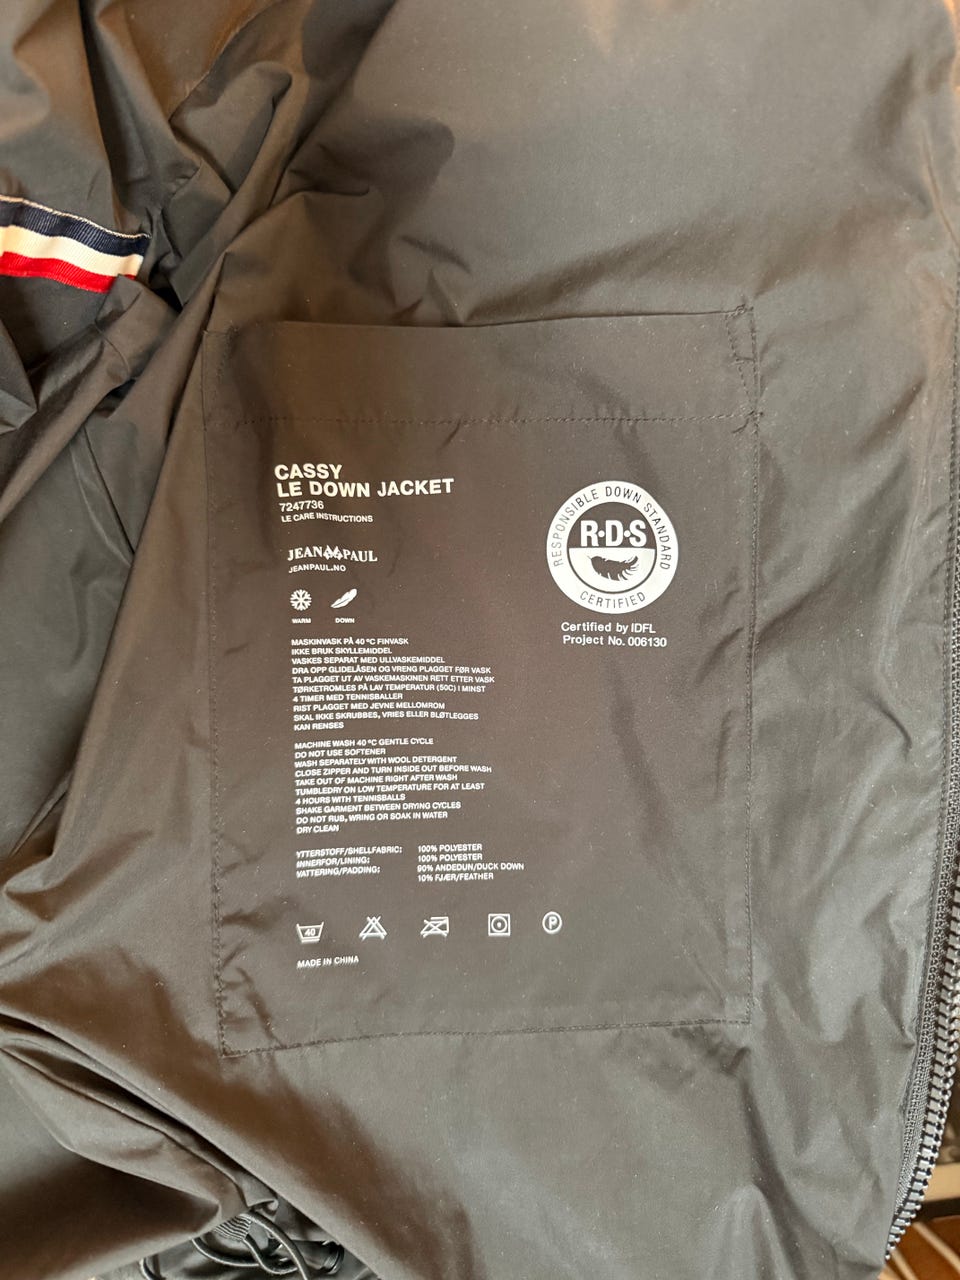 CASSY
LE DOWN JACKET
7247736
LE CARE INSTRUCTIONS
JEAN PAUL
JEANPAUL.NO
WARM DOWN
MASKINVASK PÅ 40 °C FINVASK
IKKE BRUK SKYLLEMIDDEL
VASKES SEPARAT MED ULLVASKEMIDDEL
DRA OPP GLIDELÅSEN OG VRENG PLAGGET FØR VASK
TA PLAGGET UT AV VASKEMASKINEN RETT ETTER VASK
TØRKETROMLES PÅ LAV TEMPERATUR (50C) I MINST
4 TIMER MED TENNISBALLER
RIST PLAGGET MED JEVNE MELLOMROM
SKAL IKKE SKRUBBES, VRIES ELLER BLØTLEGGES
KAN RENSES
MACHINE WASH 40 °C GENTLE CYCLE
DO NOT USE SOFTENER
WASH SEPARATELY WITH WOOL DETERGENT
CLOSE ZIPPER AND TURN INSIDE OUT BEFORE WASH
TAKE OUT OF MACHINE RIGHT AFTER WASH
TUMBLEDRY ON LOW TEMPERATURE FOR AT LEAST
4 HOURS WITH TENNISBALLS
SHAKE GARMENT BETWEEN DRYING CYCLES
DO NOT RUB, WRING OR SOAK IN WATER
DRY CLEAN
YTTERSTOFF/SHELLFABRIC: 100% POLYESTER
INNERFOR/LINING: 100% POLYESTER
VATTERING/PADDING: 90% ANDEDUN/DUCK DOWN
10% FJÆR/FEATHER
40 P
MADE IN CHINA
RESPONSIBLE DOWN STANDARD
R·D·S
CERTIFIED
Certified by IDFL
Project No. 006130